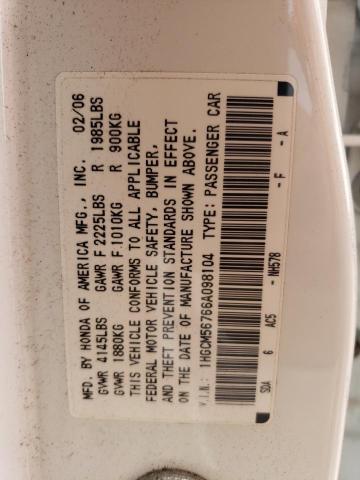 MFD. BY HONDA OF AMERICA MFG., INC. 02/06
GVWR 4145LBS GAWR F 2225LBS R 1985LBS
GVWR 1880KG GAWR F 1010KG R 900KG
THIS VEHICLE CONFORMS TO ALL APPLICABLE
FEDERAL MOTOR VEHICLE SAFETY, BUMPER,
AND THEFT PREVENTION STANDARDS IN EFFECT
ON THE DATE OF MANUFACTURE SHOWN ABOVE.
V.I.N.: 1HGCM56766A098104 TYPE: PASSENGER CAR
SDA 6 AC5 - NH578 - F - A